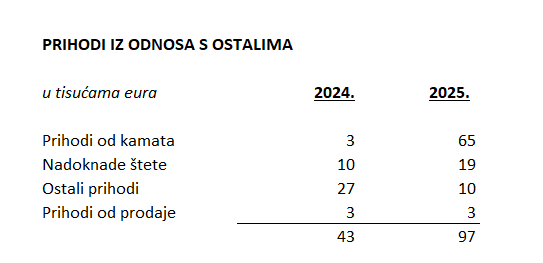 PRIHODI IZ ODNOSA S OSTALIMA
u tisućama eura 2024. 2025.
Prihodi od kamata 3 65
Nadoknade štete 10 19
Ostali prihodi 27 10
Prihodi od prodaje 3 3
43 97